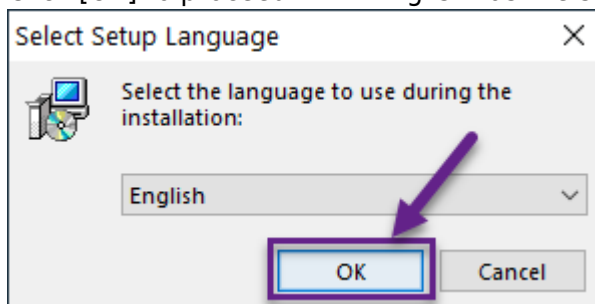 Select Setup Language
Select the language to use during the
installation:
English
OK
Cancel